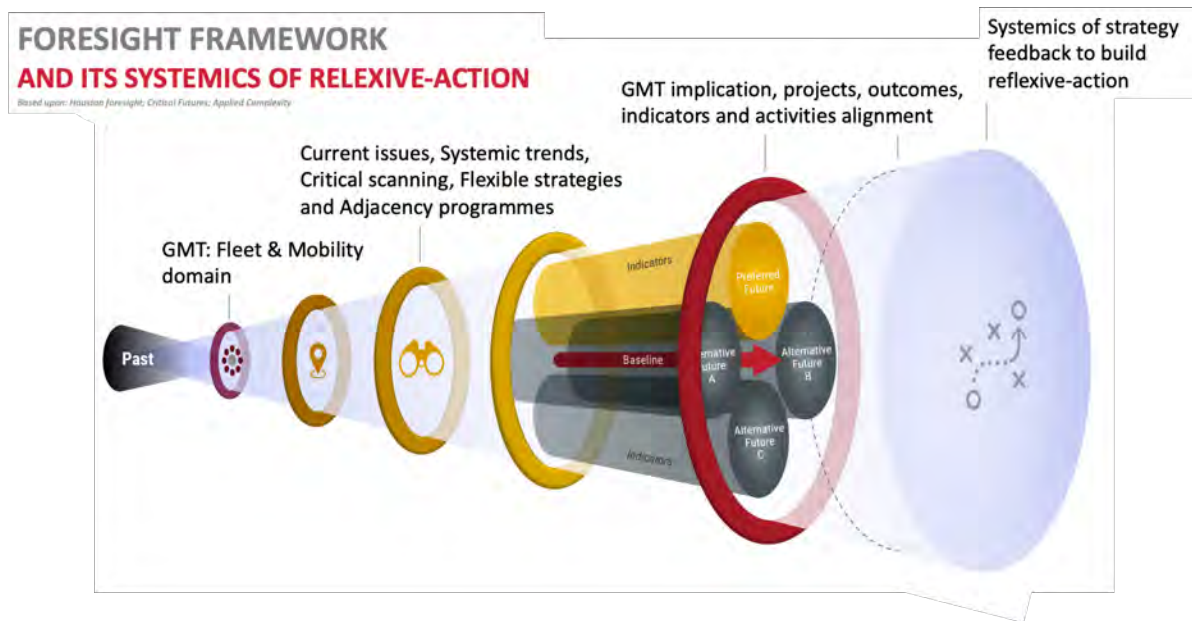 FORESIGHT FRAMEWORK
AND ITS SYSTEMICS OF RELEXIVE-ACTION
Based upon: Houston foresight; Critical Futures; Applied Complexity
Systemics of strategy
feedback to build
reflexive-action
GMT implication, projects, outcomes,
indicators and activities alignment
Current issues, Systemic trends,
Critical scanning, Flexible strategies
and Adjacency programmes
GMT: Fleet & Mobility
domain
Past
Indicators
Preferred
Future
Baseline
ernative
Future
A
Alternative
Future
B
Alternative
Future
C
Indicators
O
X
X
X
O